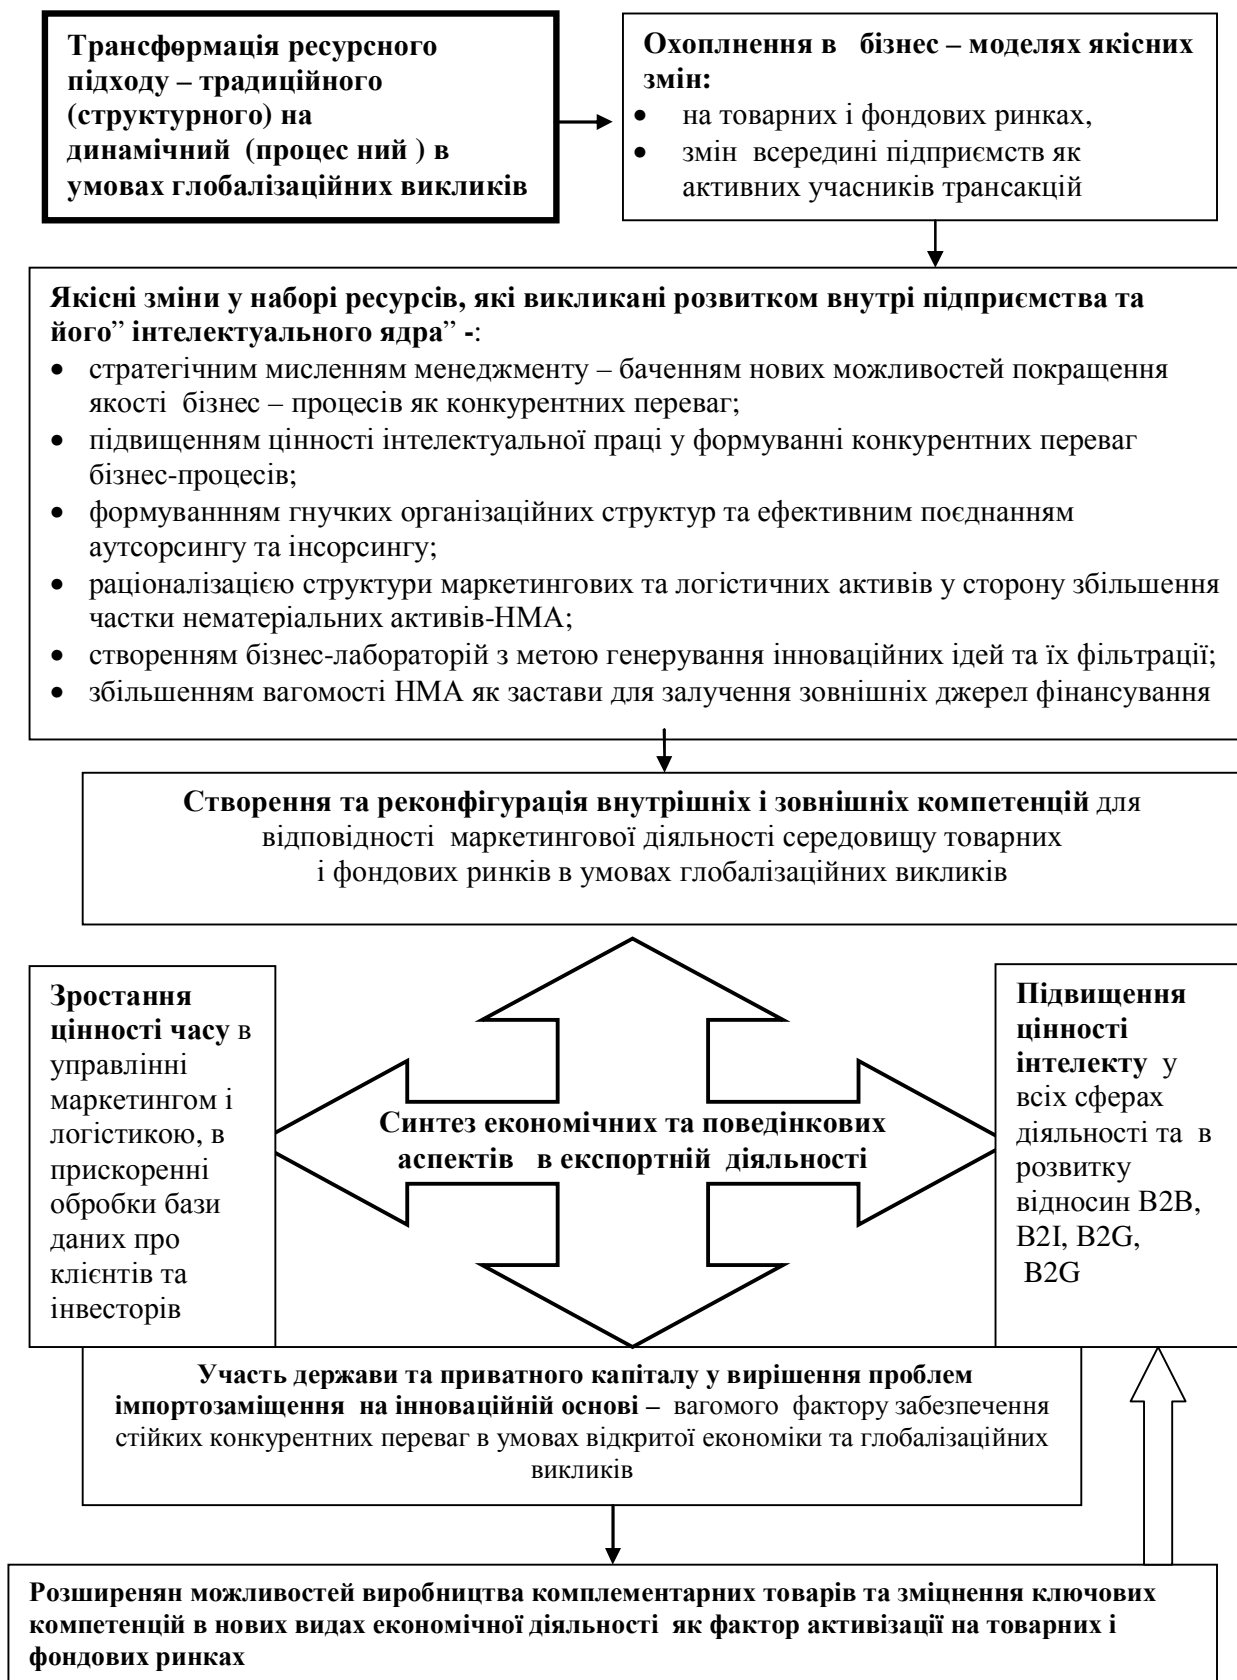 Трансформація ресурсного
підходу – традиційного
(структурного) на
динамічний (процес ний ) в
умовах глобалізаційних викликів
Охоплнення в бізнес – моделях якісних
змін:
• на товарних і фондових ринках,
• змін всередині підприємств як
активних учасників трансакцій
Якісні зміни у наборі ресурсів, які викликані розвитком внутрі підприємства та
його” інтелектуального ядра” -:
• стратегічним мисленням менеджменту – баченням нових можливостей покращення
якості бізнес – процесів як конкурентних переваг;
• підвищенням цінності інтелектуальної праці у формуванні конкурентних переваг
бізнес-процесів;
• формуваннням гнучких організаційних структур та ефективним поєднанням
аутсорсингу та інсорсингу;
• раціоналізацією структури маркетингових та логістичних активів у сторону збільшення
частки нематеріальних активів-НМА;
• створенням бізнес-лабораторій з метою генерування інноваційних ідей та їх фільтрації;
• збільшенням вагомості НМА як застави для залучення зовнішніх джерел фінансування
Створення та реконфігурація внутрішніх і зовнішніх компетенцій для
відповідності маркетингової діяльності середовищу товарних
і фондових ринків в умовах глобалізаційних викликів
Зростання
цінності часу в
управлінні
маркетингом і
логістикою, в
прискоренні
обробки бази
даних про
клієнтів та
інвесторів
Синтез економічних та поведінкових
аспектів в експортній діяльності
Підвищення
цінності
інтелекту у
всіх сферах
діяльності та в
розвитку
відносин B2B,
B2I, B2G,
B2G
Участь держави та приватного капіталу у вирішення проблем
імпортозаміщення на інноваційній основі – вагомого фактору забезпечення
стійких конкурентних переваг в умовах відкритої економіки та глобалізаційних
викликів
Розширенян можливостей виробництва комплементарних товарів та зміцнення ключових
компетенцій в нових видах економічної діяльності як фактор активізації на товарних і
фондових ринках